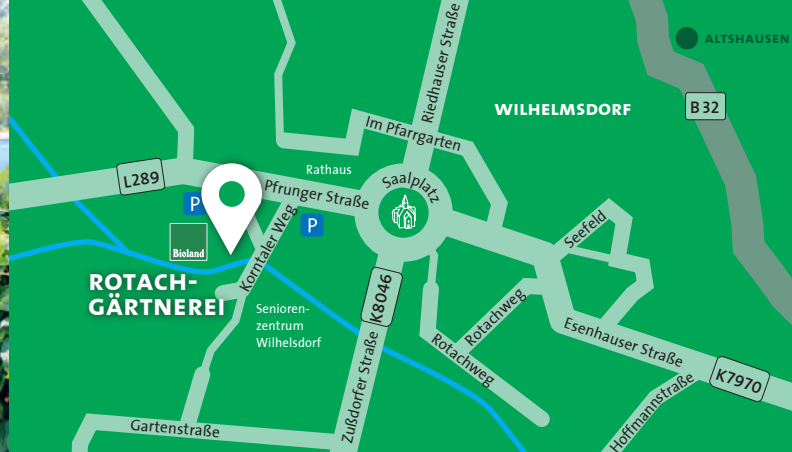 ALTSHAUSEN
Riedhauser Straße
WILHELMSDORF
B 32
Im Pfarrgarten
Rathaus
L289
Saalplatz
Pfrunger Straße
P
P
Seefeld
Bioland
Korntaler Weg
ROTACH-
GÄRTNEREI
K8046
Senioren-
zentrum
Wilhelsdorf
Rotachweg
Esenhauser Straße
Rotachweg
K7970
Zußdorfer Straße
Hoffmannstraße
Gartenstraße